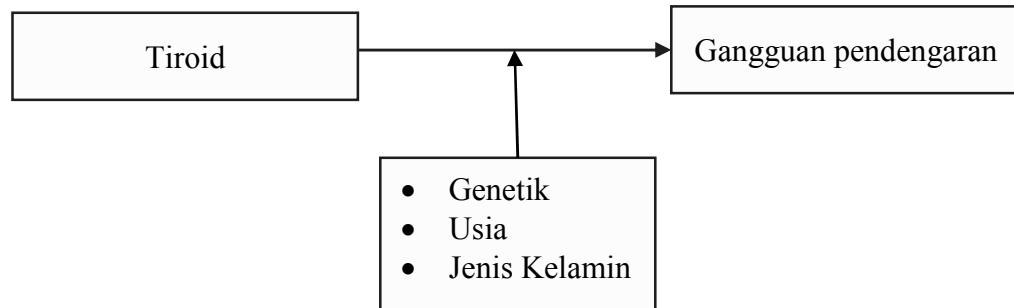 Tiroid
Gangguan pendengaran
• Genetik
• Usia
• Jenis Kelamin